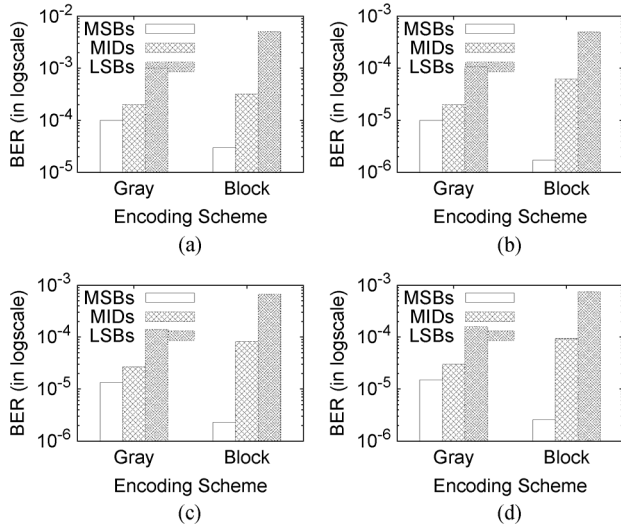 10^-2
10^-3
10^-4
10^-5
BER (in logscale)
MSBs
MIDs
LSBs
Gray
Block
Encoding Scheme
(a)
10^-3
10^-4
10^-5
10^-6
BER (in logscale)
MSBs
MIDs
LSBs
Gray
Block
Encoding Scheme
(b)
10^-3
10^-4
10^-5
10^-6
BER (in logscale)
MSBs
MIDs
LSBs
Gray
Block
Encoding Scheme
(c)
10^-3
10^-4
10^-5
10^-6
BER (in logscale)
MSBs
MIDs
LSBs
Gray
Block
Encoding Scheme
(d)